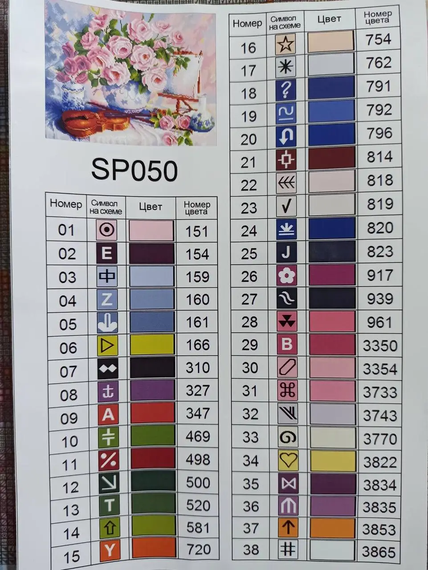 SP050
Номер Символ на схеме Цвет Номер цвета
01 151
02 E 154
03 中 159
04 Z 160
05 161
06 166
07 310
08 327
09 A 347
10 469
11 498
12 500
13 T 520
14 581
15 Y 720
Номер Символ на схеме Цвет Номер цвета
16 754
17 762
18 ? 791
19 792
20 796
21 814
22 818
23 ✓ 819
24 820
25 J 823
26 917
27 939
28 961
29 B 3350
30 3354
31 ⌘ 3733
32 3743
33 3770
34 3822
35 3834
36 3835
37 ↑ 3853
38 # 3865